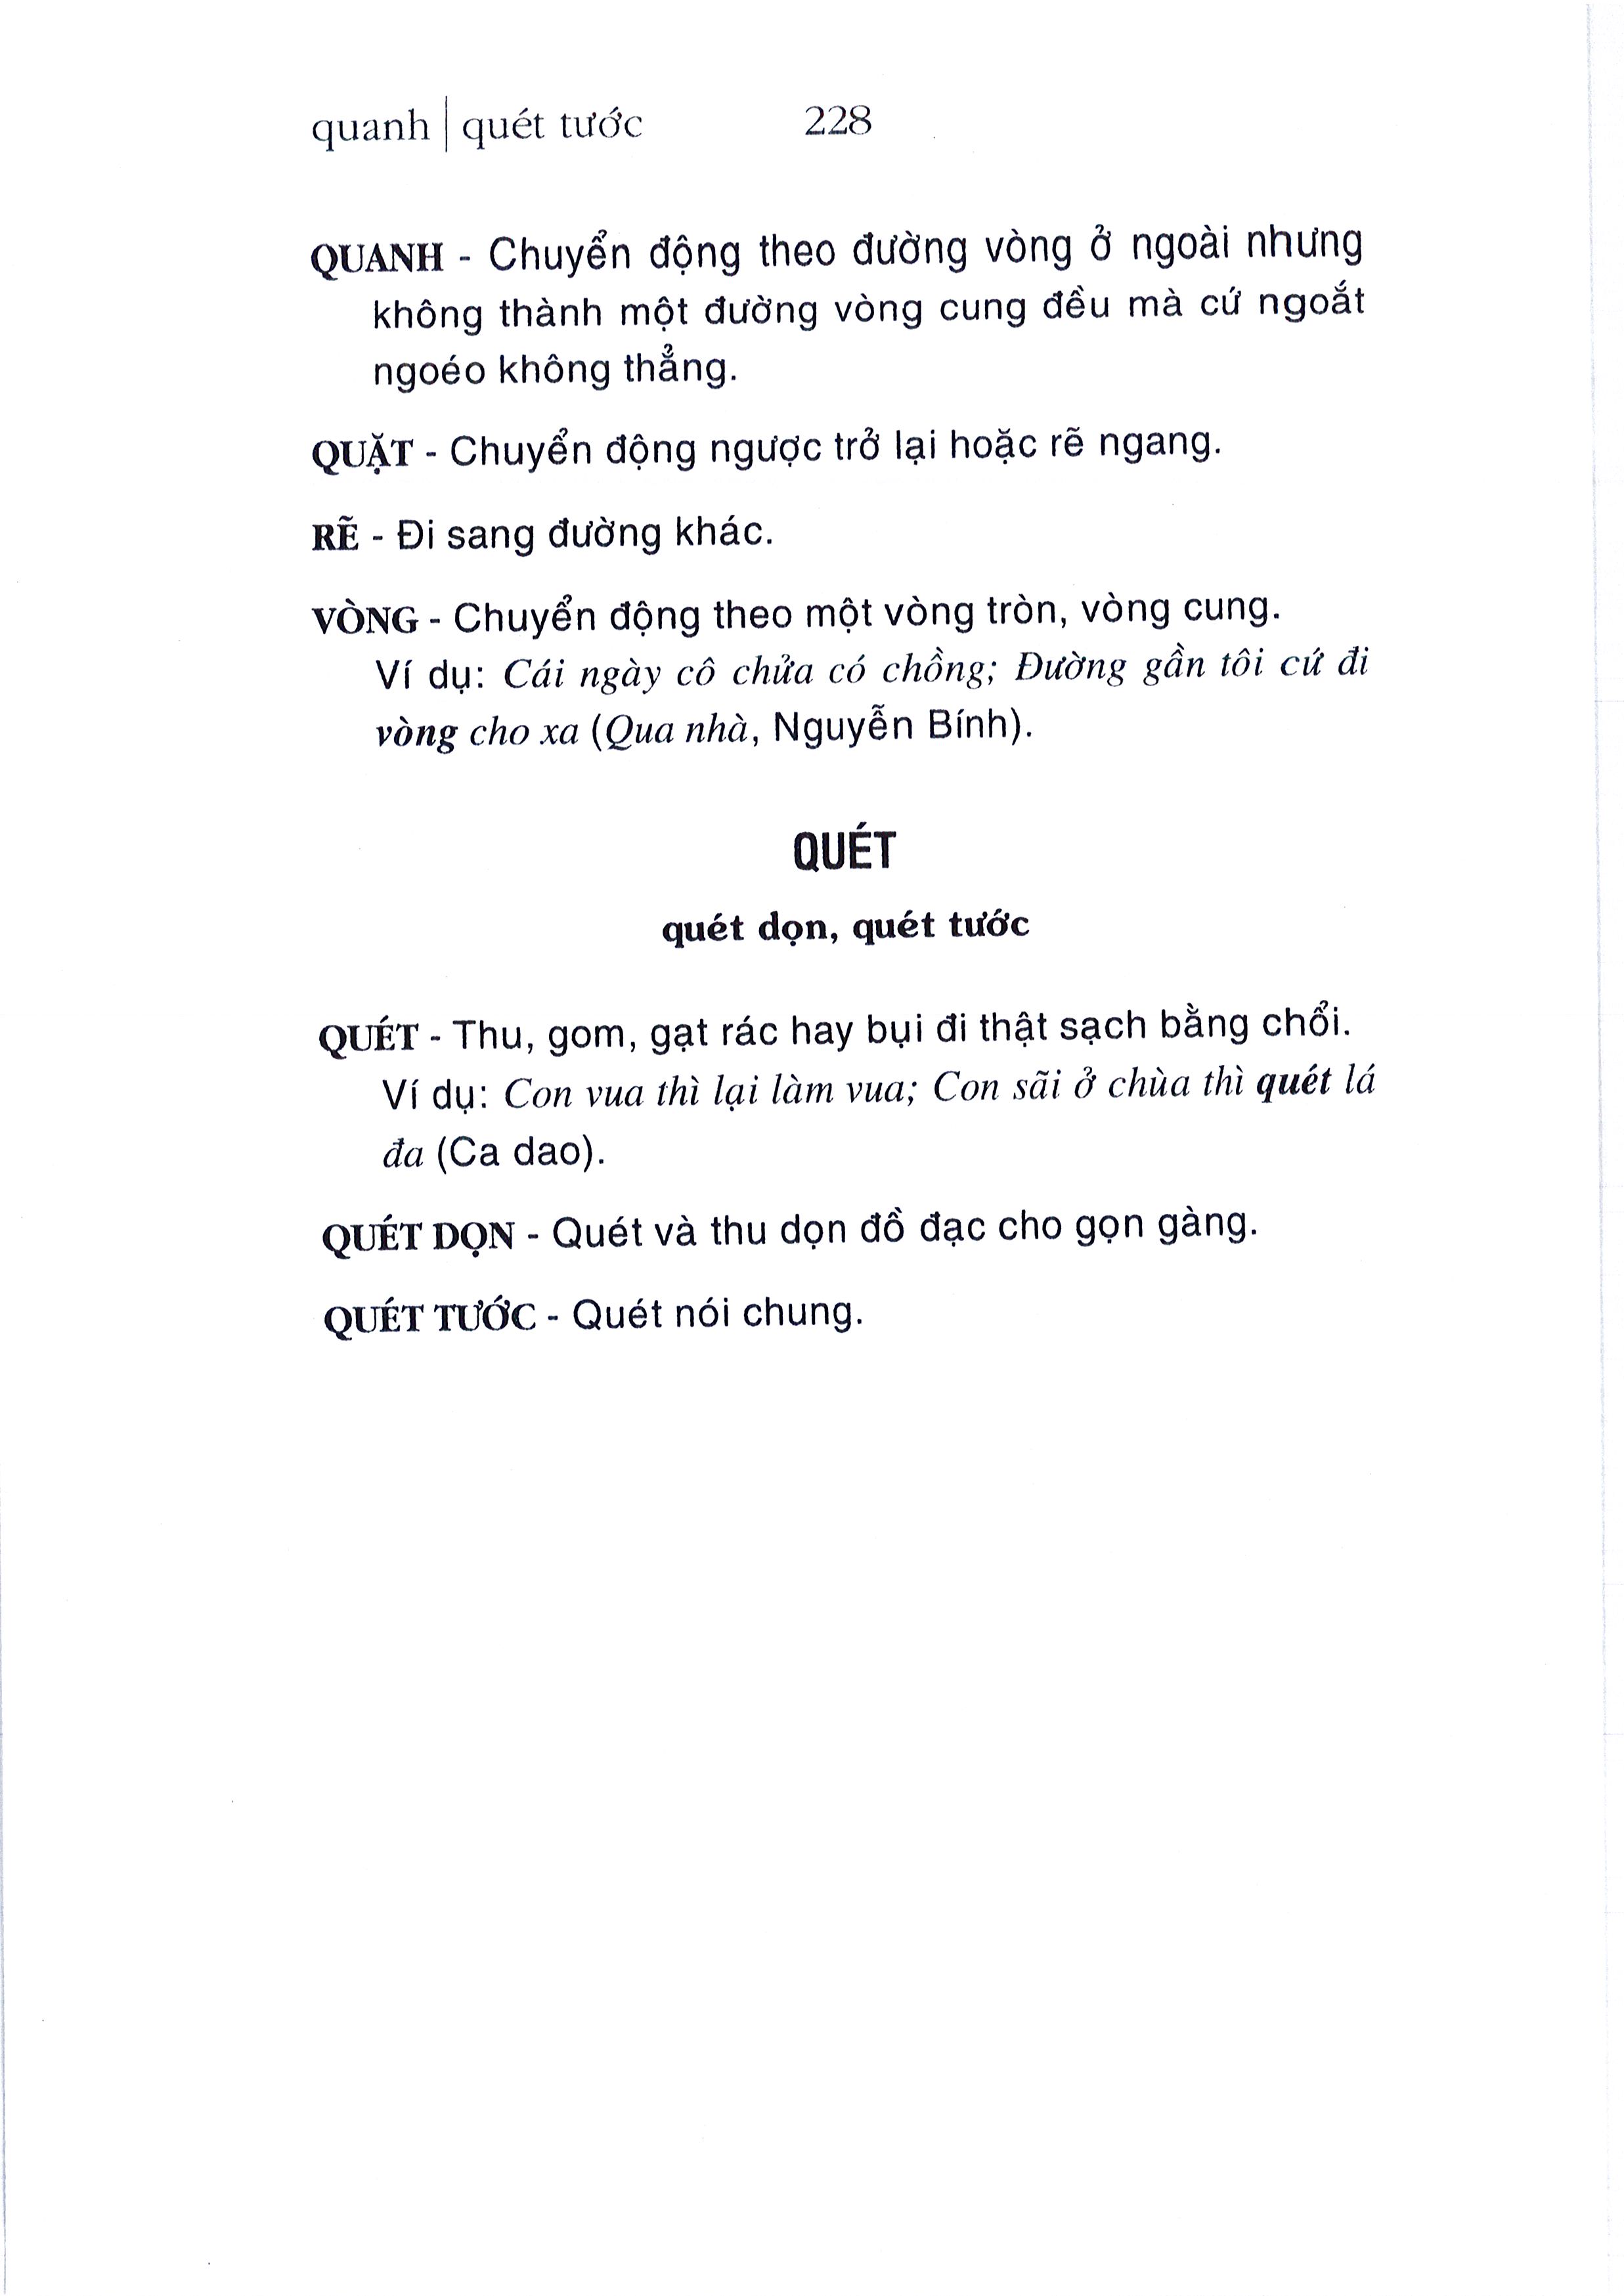 quanh | quét tước 228
QUANH - Chuyển động theo đường vòng ở ngoài nhưng
không thành một đường vòng cung đều mà cứ ngoắt
ngoéo không thẳng.
QUẶT - Chuyển động ngược trở lại hoặc rẽ ngang.
RẼ - Đi sang đường khác.
VÒNG - Chuyển động theo một vòng tròn, vòng cung.
Ví dụ: Cái ngày cô chửa có chồng; Đường gần tôi cứ đi
vòng cho xa (Qua nhà, Nguyễn Bính).
QUÉT
quét dọn, quét tước
QUÉT - Thu, gom, gạt rác hay bụi đi thật sạch bằng chổi.
Ví dụ: Con vua thì lại làm vua; Con sãi ở chùa thì quét lá
đa (Ca dao).
QUÉT DỌN - Quét và thu dọn đồ đạc cho gọn gàng.
QUÉT TƯỚC - Quét nói chung.